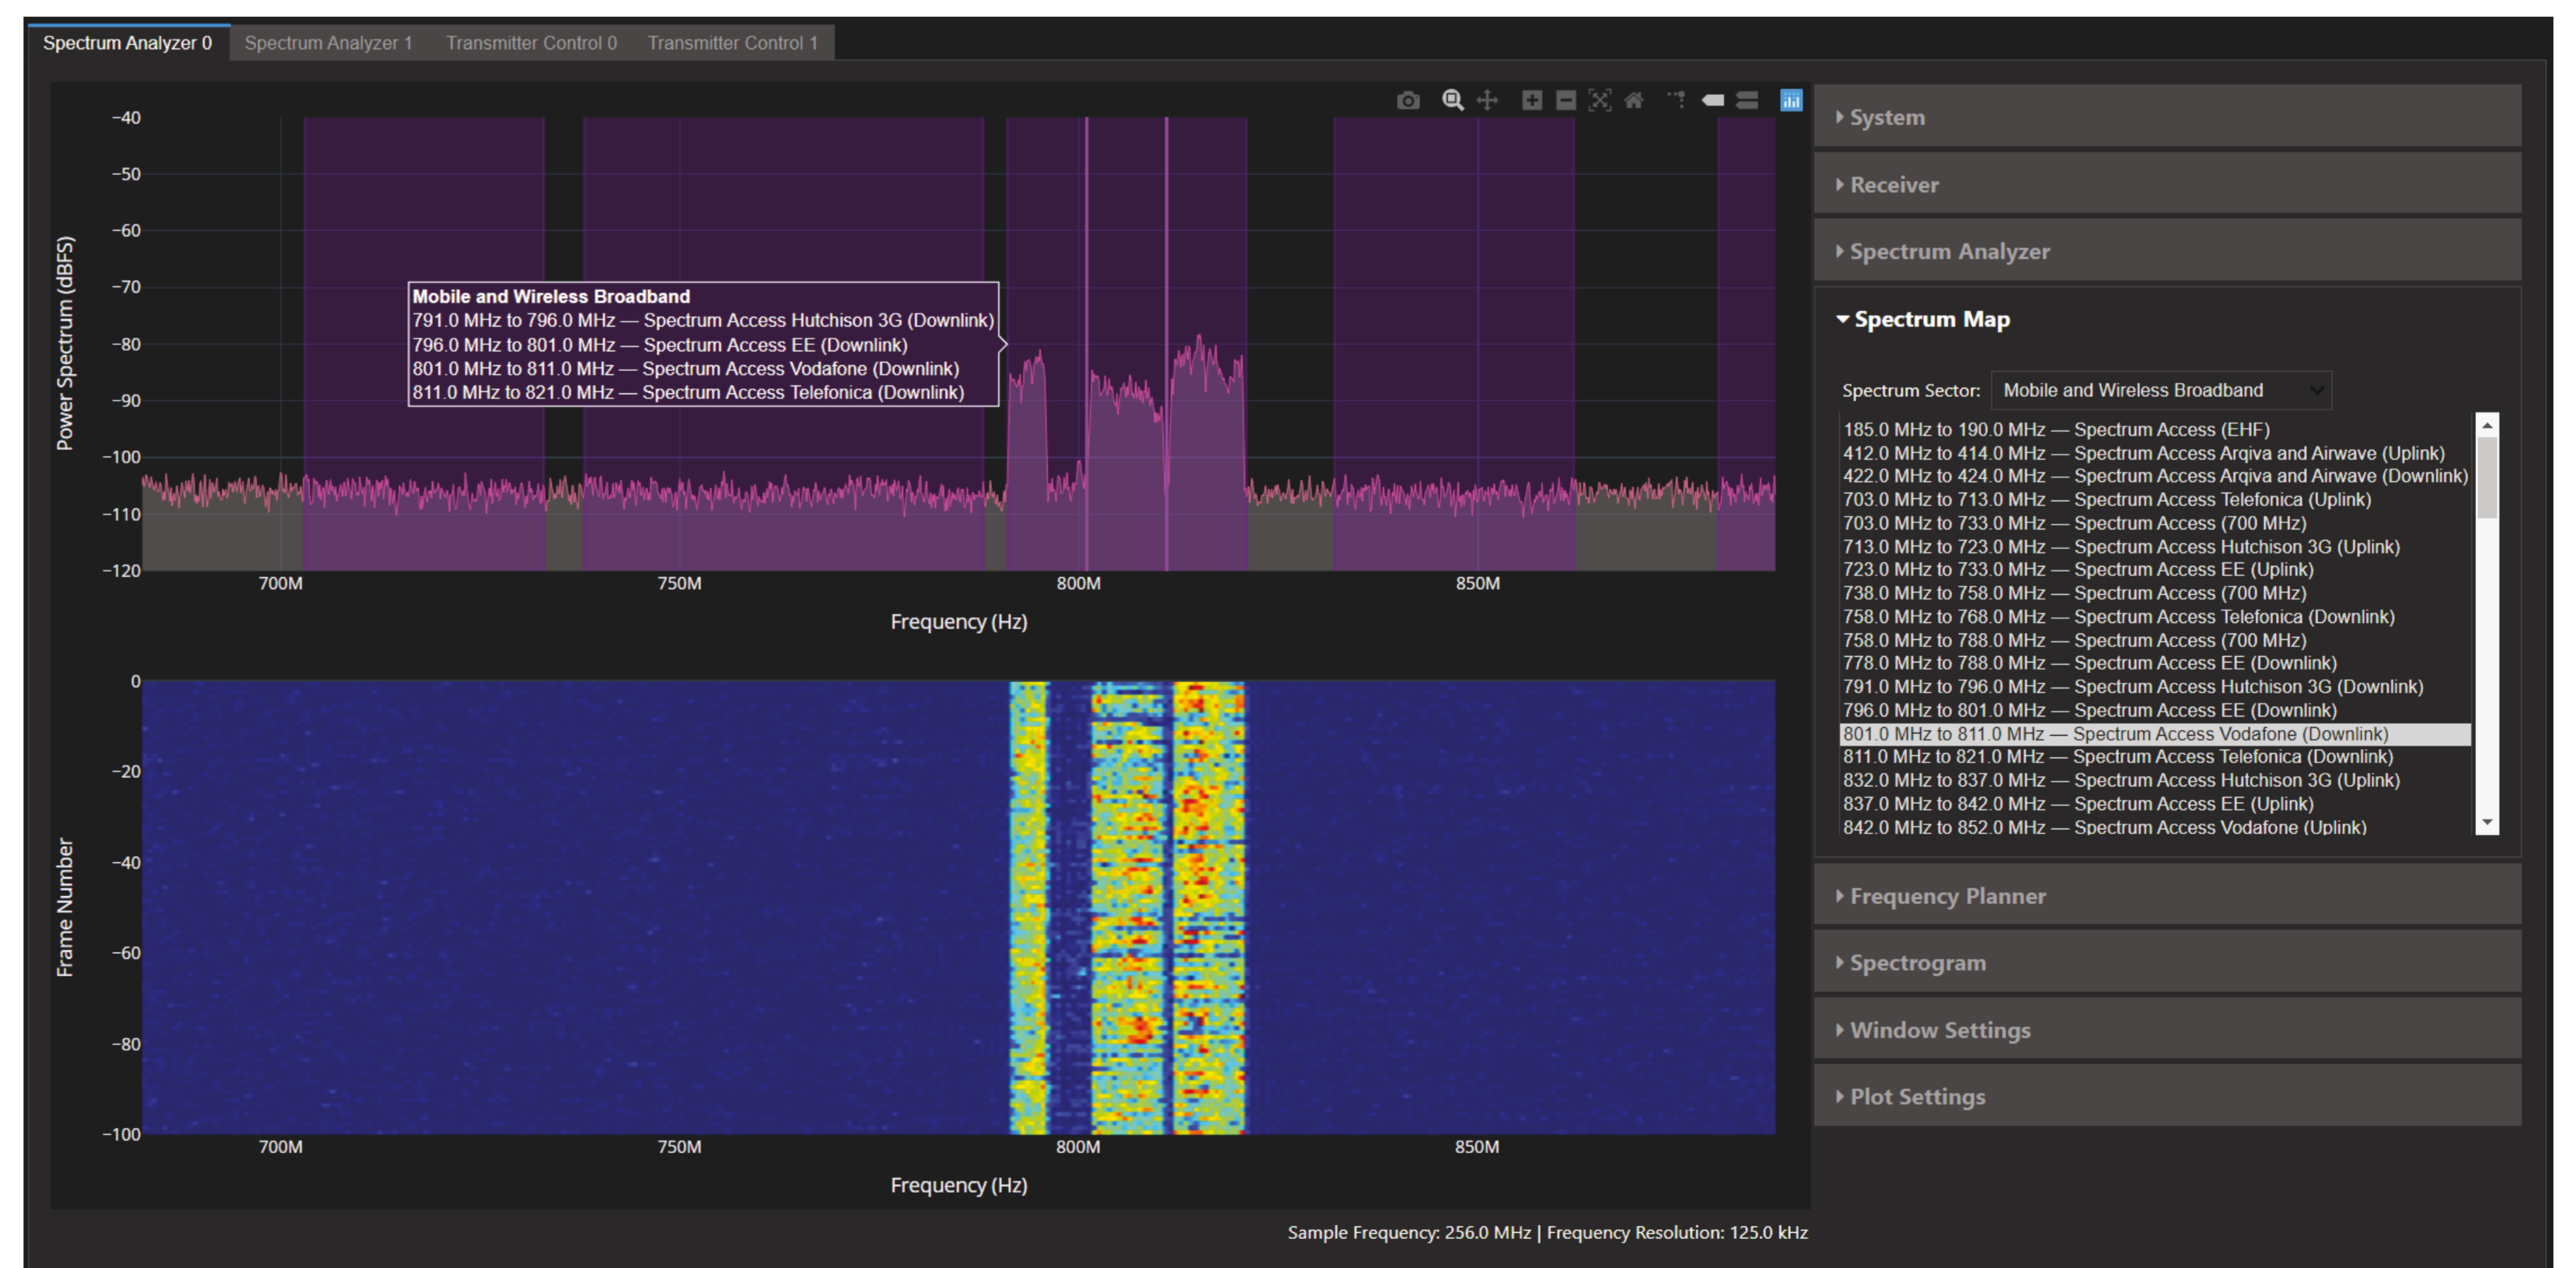 Spectrum Analyzer 0 Spectrum Analyzer 1 Transmitter Control 0 Transmitter Control 1
−40
−50
−60
−70
−80
−90
−100
−110
−120
Power Spectrum (dBFS)
Mobile and Wireless Broadband
791.0 MHz to 796.0 MHz — Spectrum Access Hutchison 3G (Downlink)
796.0 MHz to 801.0 MHz — Spectrum Access EE (Downlink)
801.0 MHz to 811.0 MHz — Spectrum Access Vodafone (Downlink)
811.0 MHz to 821.0 MHz — Spectrum Access Telefonica (Downlink)
700M 750M 800M 850M
Frequency (Hz)
0
−20
−40
−60
−80
−100
Frame Number
700M 750M 800M 850M
Frequency (Hz)
Sample Frequency: 256.0 MHz | Frequency Resolution: 125.0 kHz
System
Receiver
Spectrum Analyzer
Spectrum Map
Spectrum Sector: Mobile and Wireless Broadband
185.0 MHz to 190.0 MHz — Spectrum Access (EHF)
412.0 MHz to 414.0 MHz — Spectrum Access Arqiva and Airwave (Uplink)
422.0 MHz to 424.0 MHz — Spectrum Access Arqiva and Airwave (Downlink)
703.0 MHz to 713.0 MHz — Spectrum Access Telefonica (Uplink)
703.0 MHz to 733.0 MHz — Spectrum Access (700 MHz)
713.0 MHz to 723.0 MHz — Spectrum Access Hutchison 3G (Uplink)
723.0 MHz to 733.0 MHz — Spectrum Access EE (Uplink)
738.0 MHz to 758.0 MHz — Spectrum Access (700 MHz)
758.0 MHz to 768.0 MHz — Spectrum Access Telefonica (Downlink)
758.0 MHz to 788.0 MHz — Spectrum Access (700 MHz)
778.0 MHz to 788.0 MHz — Spectrum Access EE (Downlink)
791.0 MHz to 796.0 MHz — Spectrum Access Hutchison 3G (Downlink)
796.0 MHz to 801.0 MHz — Spectrum Access EE (Downlink)
801.0 MHz to 811.0 MHz — Spectrum Access Vodafone (Downlink)
811.0 MHz to 821.0 MHz — Spectrum Access Telefonica (Downlink)
832.0 MHz to 837.0 MHz — Spectrum Access Hutchison 3G (Uplink)
837.0 MHz to 842.0 MHz — Spectrum Access EE (Uplink)
842.0 MHz to 852.0 MHz — Spectrum Access Vodafone (Uplink)
Frequency Planner
Spectrogram
Window Settings
Plot Settings